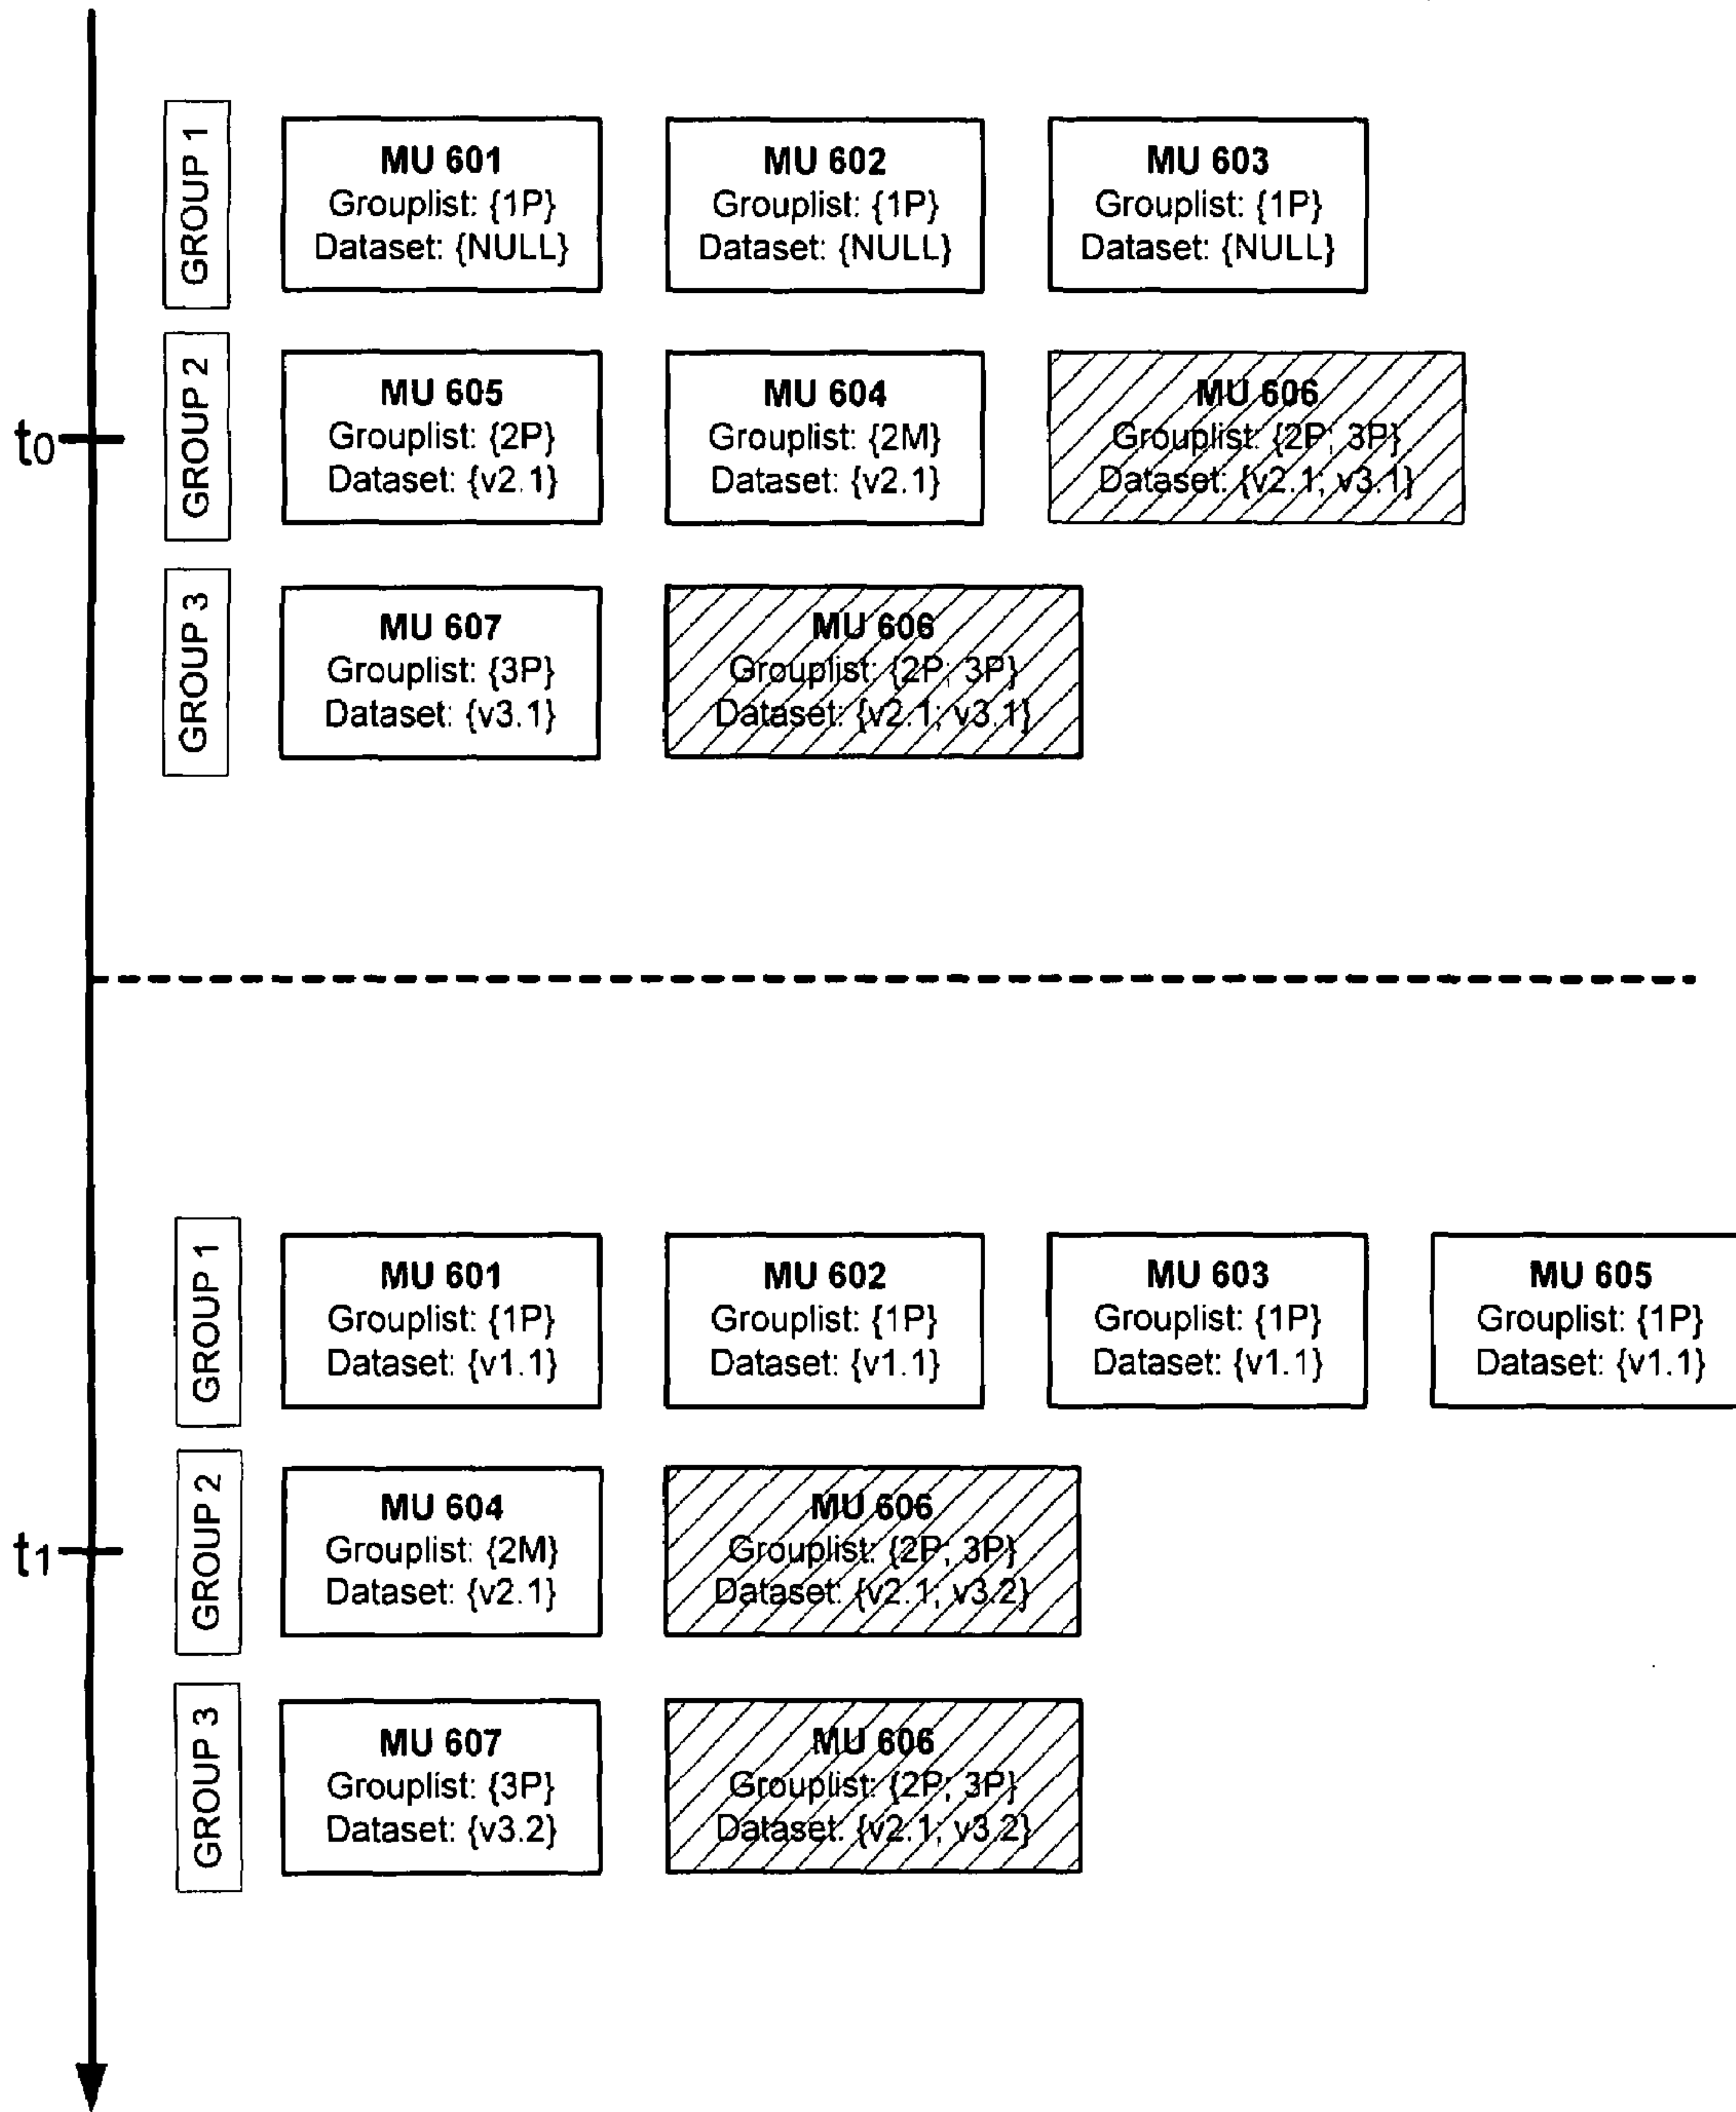 GROUP 1
MU 601
Grouplist: {1P}
Dataset: {NULL}
MU 602
Grouplist: {1P}
Dataset: {NULL}
MU 603
Grouplist: {1P}
Dataset: {NULL}
t0
GROUP 2
MU 605
Grouplist: {2P}
Dataset: {v2.1}
MU 604
Grouplist: {2M}
Dataset: {v2.1}
MU 606
Grouplist: {2P; 3P}
Dataset: {v2.1; v3.1}
GROUP 3
MU 607
Grouplist: {3P}
Dataset: {v3.1}
MU 606
Grouplist: {2P; 3P}
Dataset: {v2.1; v3.1}
GROUP 1
MU 601
Grouplist: {1P}
Dataset: {v1.1}
MU 602
Grouplist: {1P}
Dataset: {v1.1}
MU 603
Grouplist: {1P}
Dataset: {v1.1}
MU 605
Grouplist: {1P}
Dataset: {v1.1}
t1
GROUP 2
MU 604
Grouplist: {2M}
Dataset: {v2.1}
MU 606
Grouplist: {2P; 3P}
Dataset: {v2.1; v3.2}
GROUP 3
MU 607
Grouplist: {3P}
Dataset: {v3.2}
MU 606
Grouplist: {2P; 3P}
Dataset: {v2.1; v3.2}